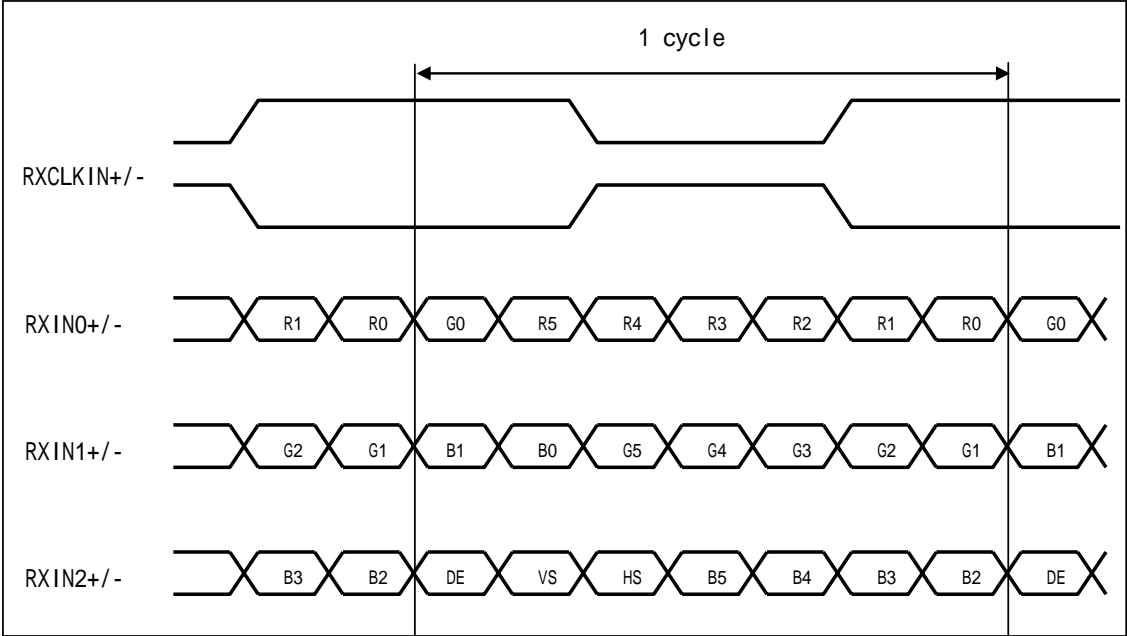 1 cycle
RXCLKIN+/-
RXIN0+/-
R1 R0 G0 R5 R4 R3 R2 R1 R0 G0
RXIN1+/-
G2 G1 B1 B0 G5 G4 G3 G2 G1 B1
RXIN2+/-
B3 B2 DE VS HS B5 B4 B3 B2 DE